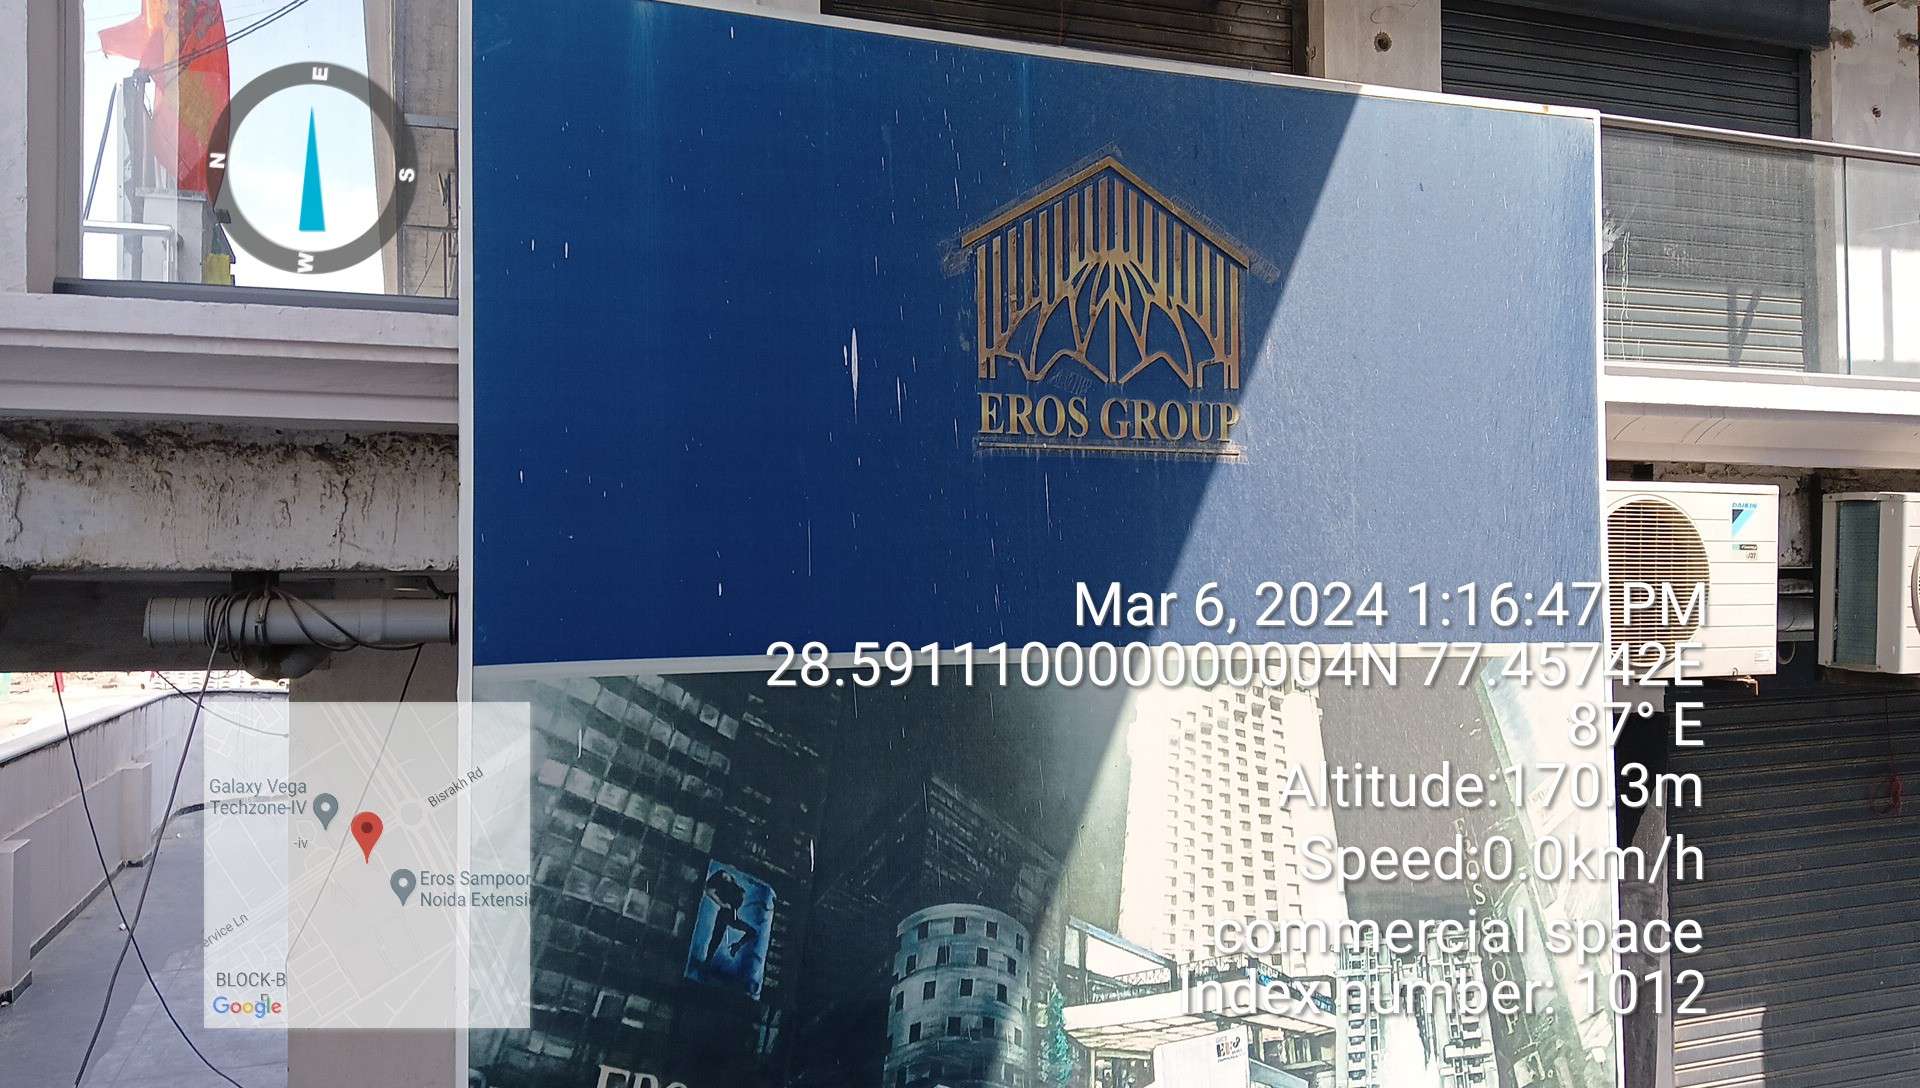 E
N
S
W
EROS GROUP
DAIKIN
Mar 6, 2024 1:16:47 PM
28.591110000000004N 77.45742E
87° E
Altitude:170.3m
Speed:0.0km/h
commercial space
Index number: 1012
Galaxy Vega
Techzone-IV
-iv
Bisrakh Rd
Eros Sampoor
Noida Extensi
ervice Ln
BLOCK-B
Google
EROS